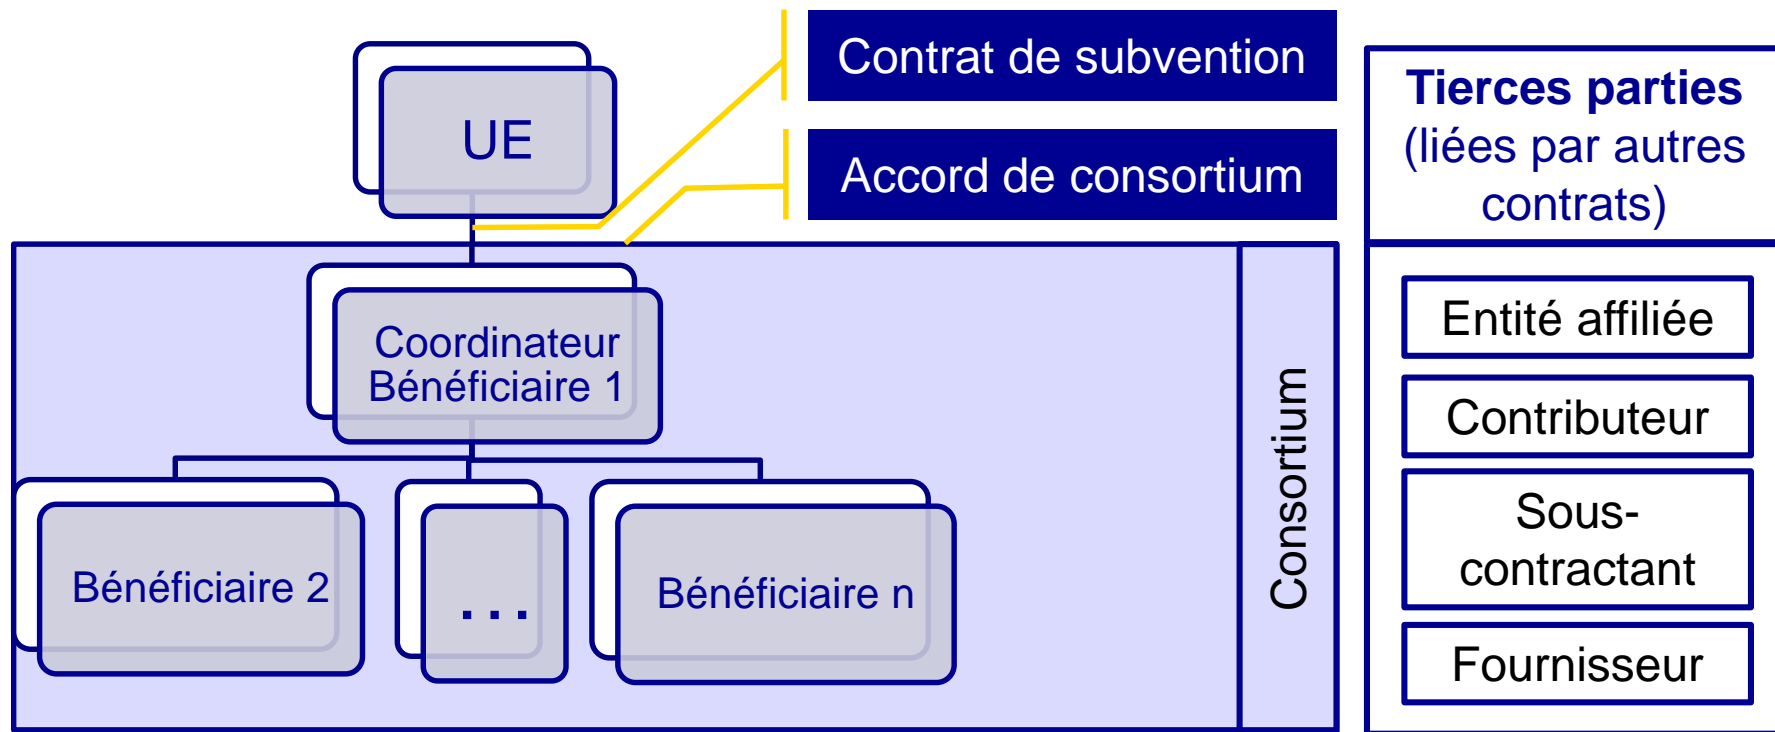 UE
Contrat de subvention
Accord de consortium
Coordinateur
Bénéficiaire 1
Bénéficiaire 2
...
Bénéficiaire n
Consortium
Tierces parties
(liées par autres
contrats)
Entité affiliée
Contributeur
Sous-
contractant
Fournisseur